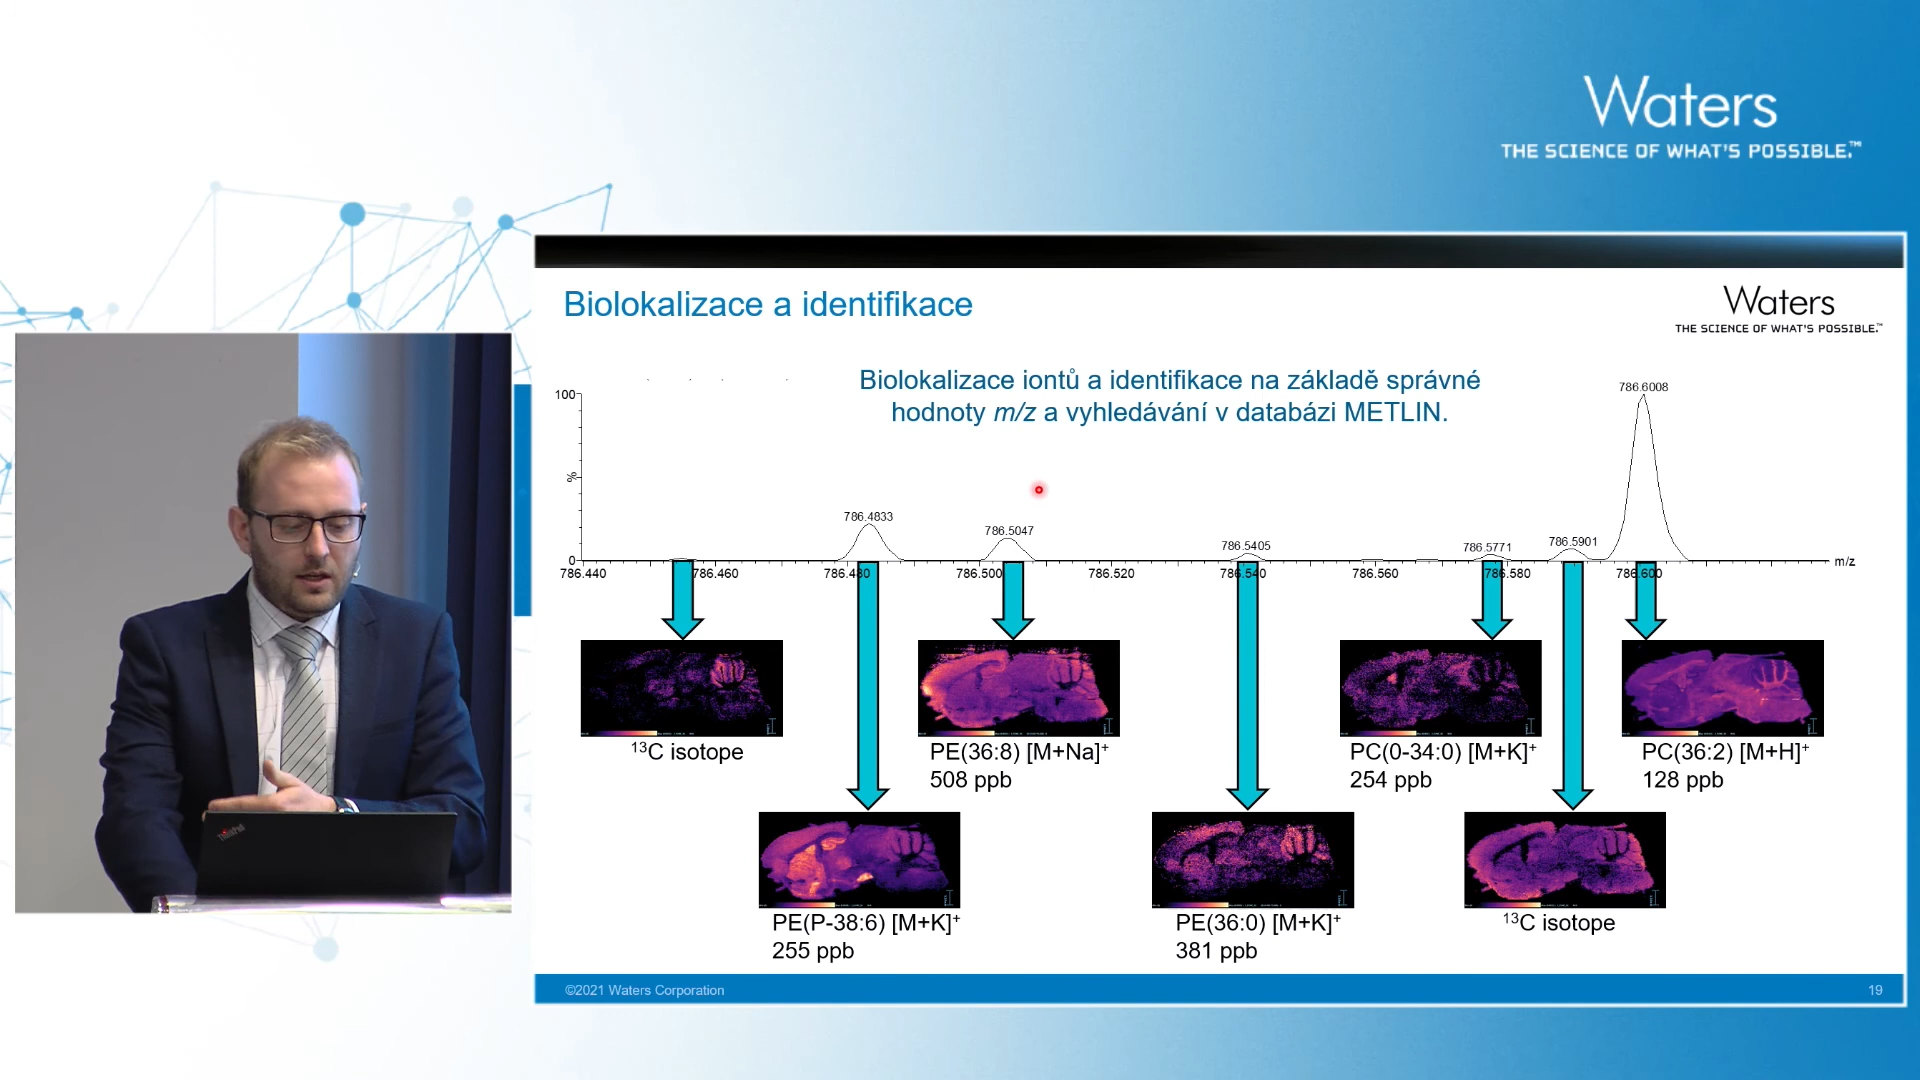 Waters
THE SCIENCE OF WHAT'S POSSIBLE.™
Biolokalizace a identifikace
Waters
THE SCIENCE OF WHAT'S POSSIBLE.™
Biolokalizace iontů a identifikace na základě správné
hodnoty m/z a vyhledávání v databázi METLIN.
100
%
0
786.4833
786.5047
786.5405
786.5771
786.5901
786.6008
786.440
786.460
786.480
786.500
786.520
786.540
786.560
786.580
786.600
m/z
¹³C isotope
PE(36:8) [M+Na]⁺
508 ppb
PC(0-34:0) [M+K]⁺
254 ppb
PC(36:2) [M+H]⁺
128 ppb
PE(P-38:6) [M+K]⁺
255 ppb
PE(36:0) [M+K]⁺
381 ppb
¹³C isotope
ThinkPad
©2021 Waters Corporation
19